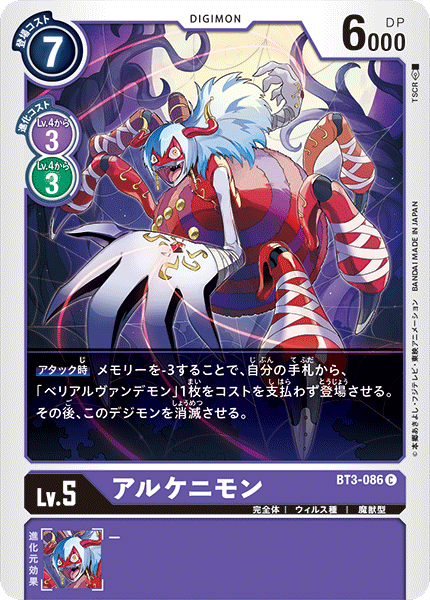 登場コスト
7
DIGIMON
6000
DP
進化コスト
Lv.4から
3
Lv.4から
3
TSCR
©本郷あきよし・フジテレビ・東映アニメーション BANDAI MADE IN JAPAN
アタック時 メモリーを-3することで、自分の手札から、
「ベリアルヴァンデモン」1枚をコストを支払わず登場させる。
その後、このデジモンを消滅させる。
BT3-086 C
Lv.5
アルケニモン
完全体 | ウィルス種 | 魔獣型
進化元効果
ー